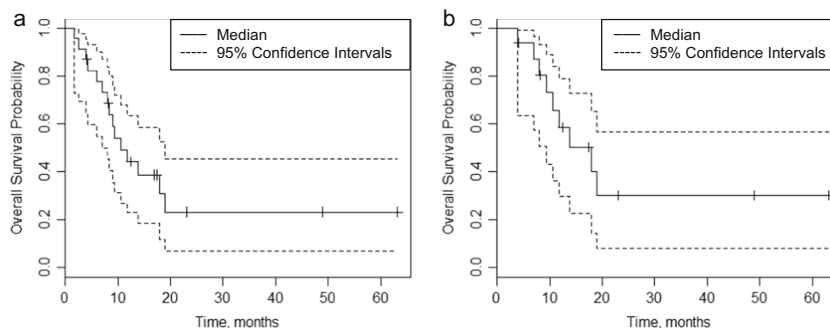 a
Median
95% Confidence Intervals
Overall Survival Probability
1.0
0.8
0.6
0.4
0.2
0.0
0 10 20 30 40 50 60
Time, months
b
Median
95% Confidence Intervals
Overall Survival Probability
1.0
0.8
0.6
0.4
0.2
0.0
0 10 20 30 40 50 60
Time, months